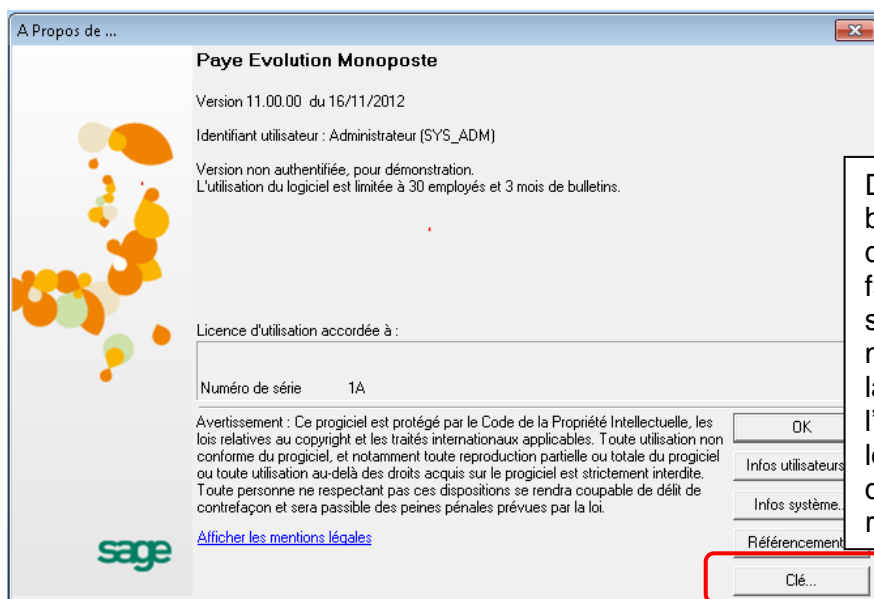 A Propos de ...
Paye Evolution Monoposte
Version 11.00.00 du 16/11/2012
Identifiant utilisateur : Administrateur (SYS_ADM)
Version non authentifiée, pour démonstration.
L'utilisation du logiciel est limitée à 30 employés et 3 mois de bulletins.
Licence d'utilisation accordée à :
Numéro de série 1A
Avertissement : Ce progiciel est protégé par le Code de la Propriété Intellectuelle, les
lois relatives au copyright et les traités internationaux applicables. Toute utilisation non
conforme du progiciel, et notamment toute reproduction partielle ou totale du progiciel
ou toute utilisation au-delà des droits acquis sur le progiciel est strictement interdite.
Toute personne ne respectant pas ces dispositions se rendra coupable de délit de
contrefaçon et sera passible des peines pénales prévues par la loi.
Afficher les mentions légales
sage
OK
Infos utilisateurs
Infos système..
Référencement
Clé...